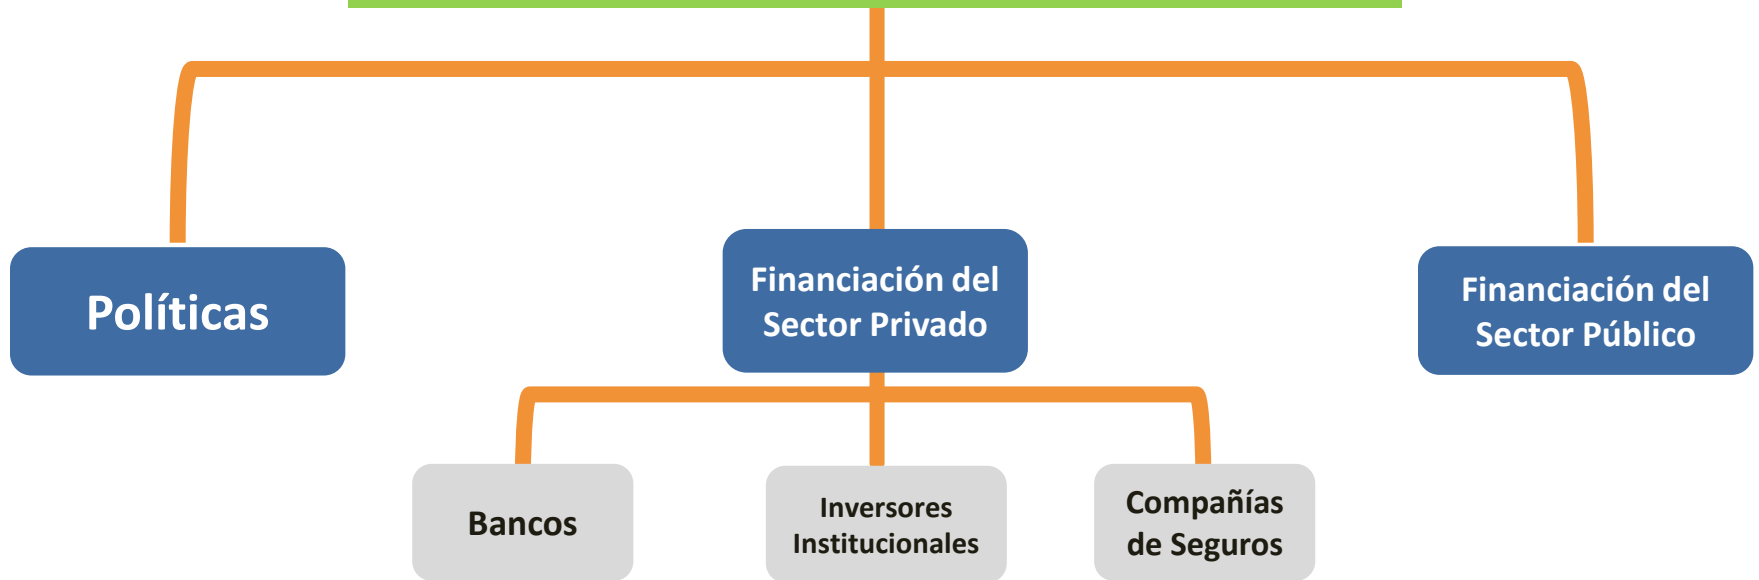 Políticas
Financiación del
Sector Privado
Financiación del
Sector Público
Bancos
Inversores
Institucionales
Compañías
de Seguros